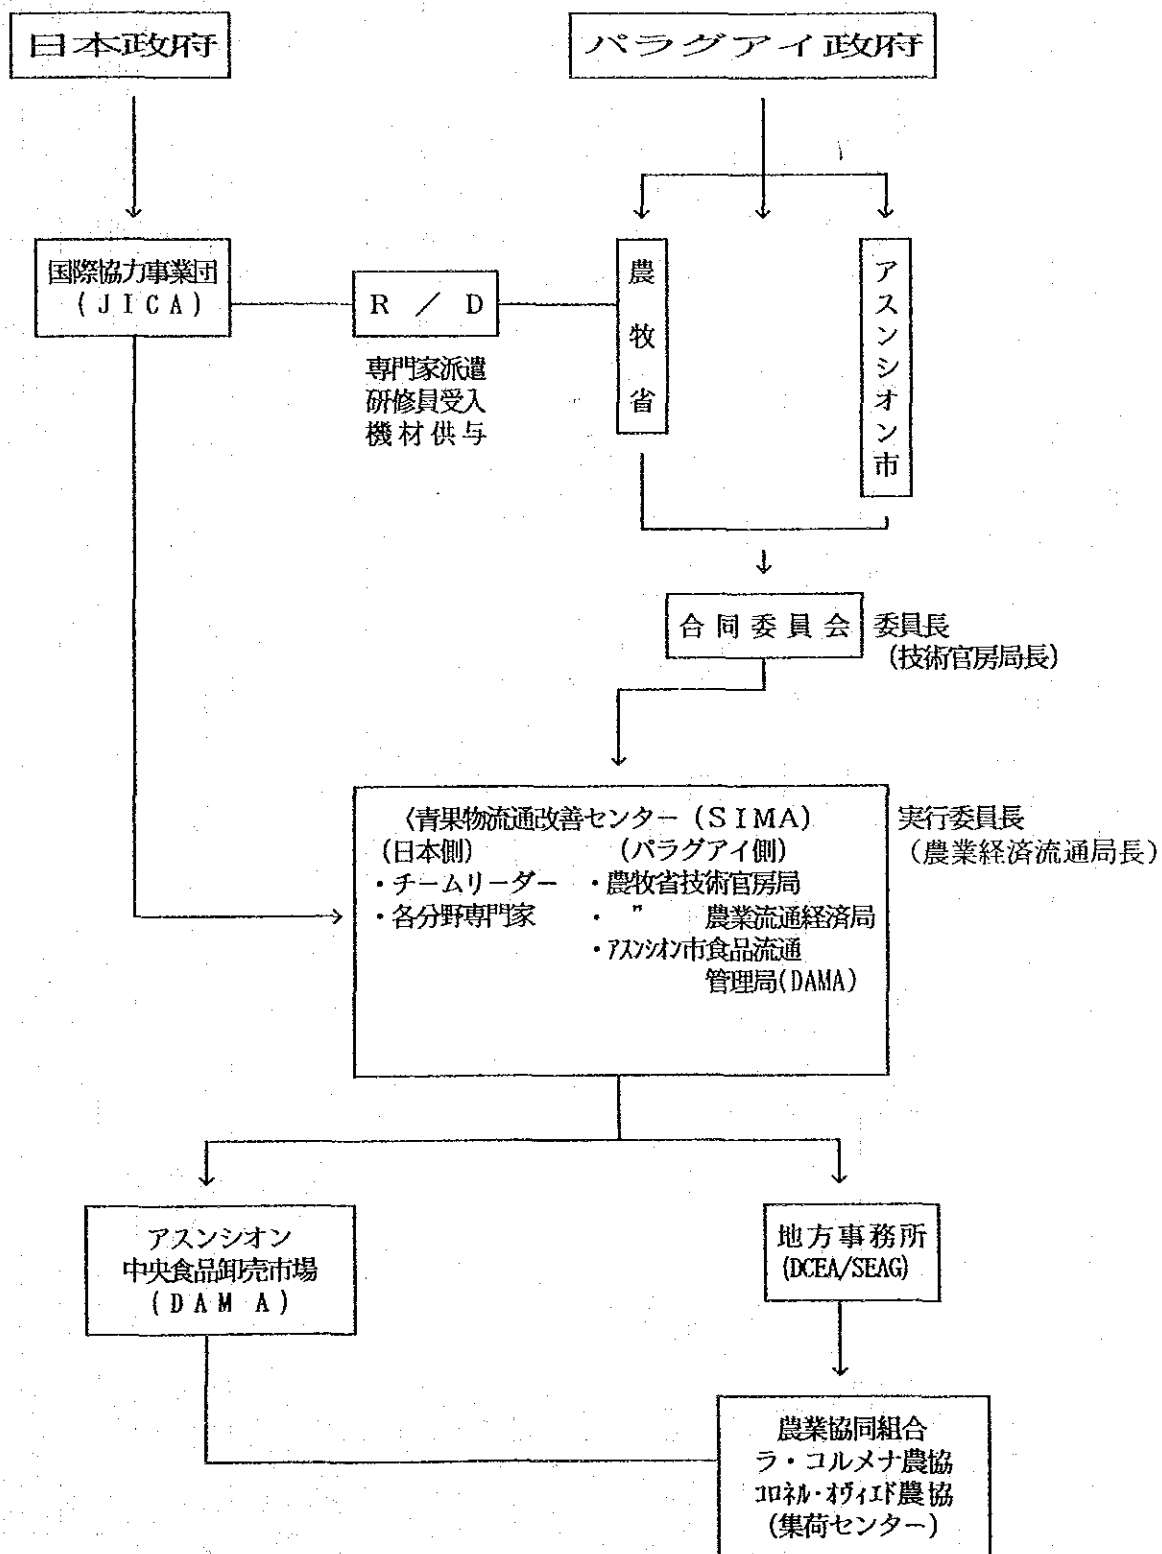 日本政府
パラグアイ政府
国際協力事業団
(JICA)
R / D
専門家派遣
研修員受入
機材供与
農牧省
アスンシオン市
合同委員会
委員長
(技術官房局長)
〈青果物流通改善センター (SIMA)
(日本側) (パラグアイ側)
・チームリーダー ・農牧省技術官房局
・各分野専門家 ・ 〃 農業流通経済局
・アスンシオン市食品流通
管理局(DAMA)
実行委員長
(農業経済流通局長)
アスンシオン
中央食品卸売市場
(DAMA)
地方事務所
(DCEA/SEAG)
農業協同組合
ラ・コルメナ農協
コロネル・オヴィエド農協
(集荷センター)